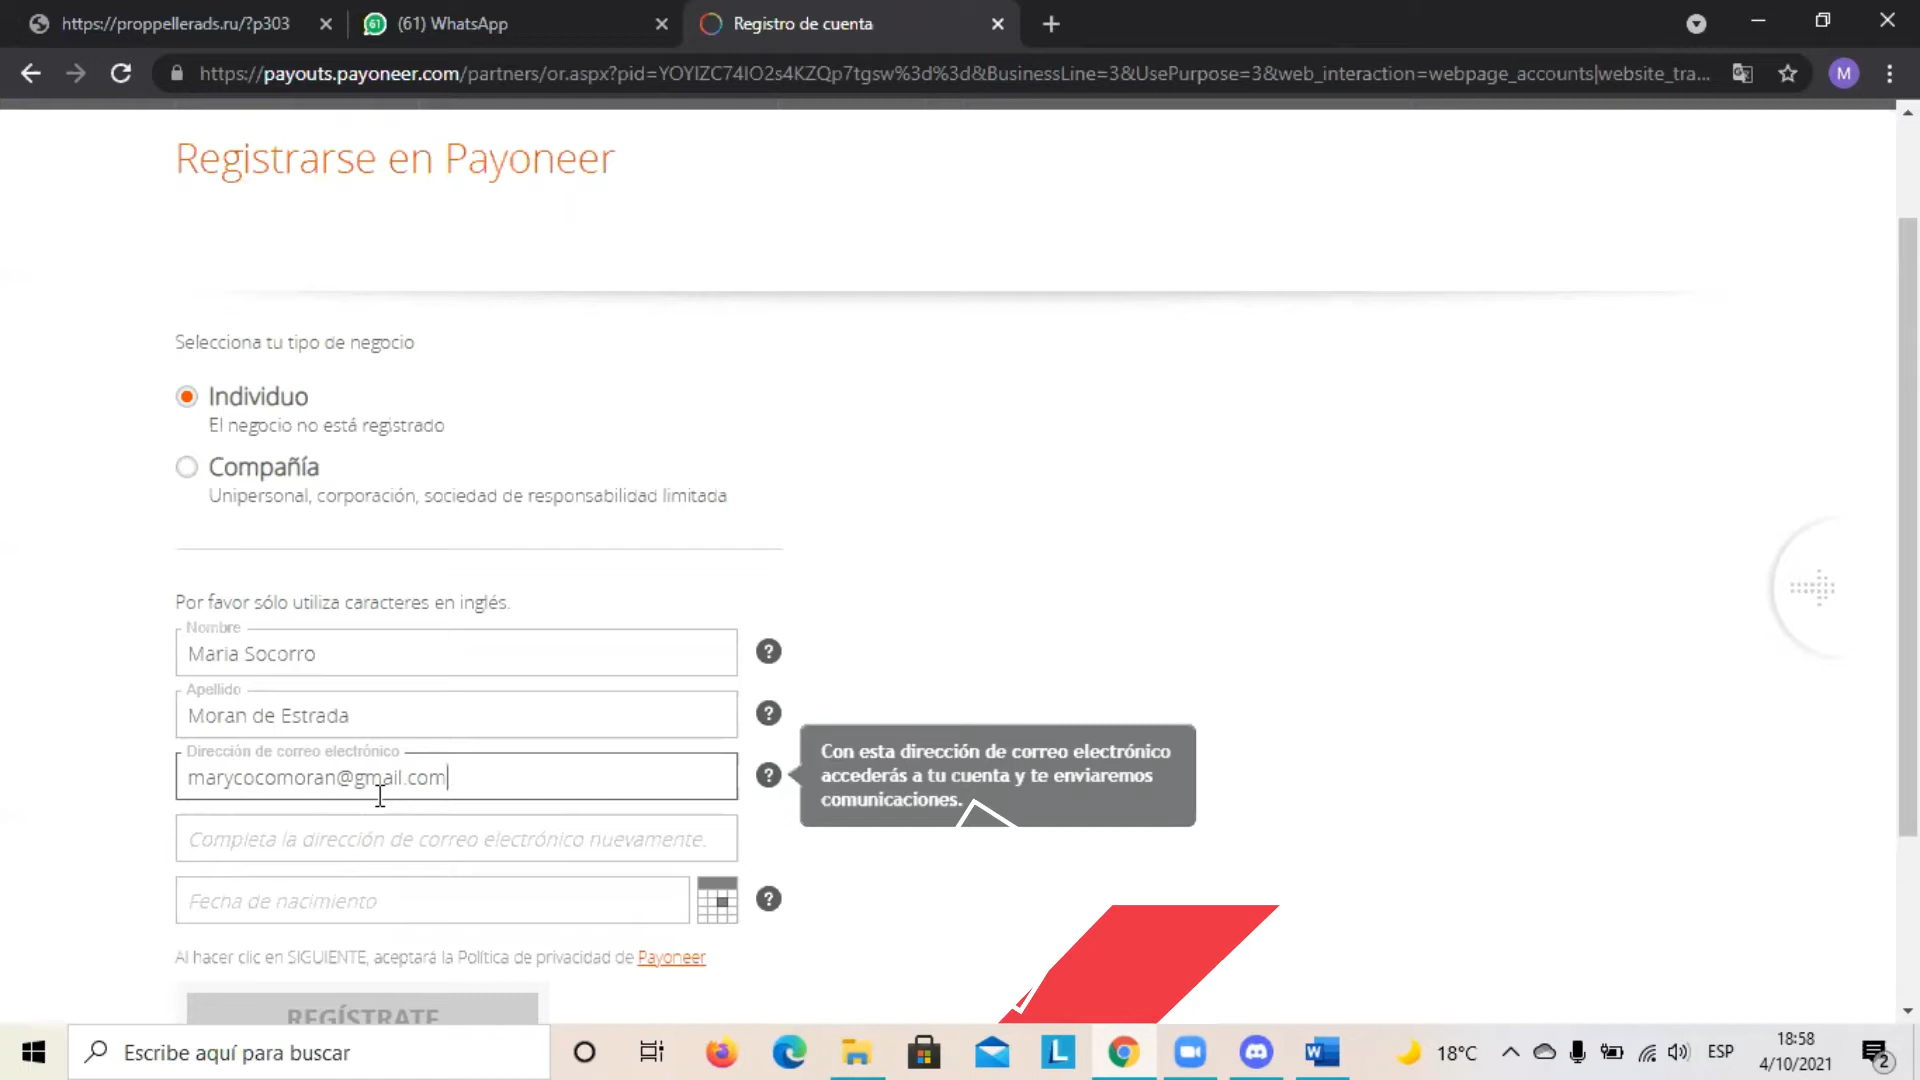 https://proppellerads.ru/?p303
(61) WhatsApp
Registro de cuenta
https://payouts.payoneer.com/partners/or.aspx?pid=YOYIZC74IO2s4KZQp7tgsw%3d%3d&BusinessLine=3&UsePurpose=3&web_interaction=webpage_accounts|website_tra...
M
Registrarse en Payoneer
Selecciona tu tipo de negocio
Individuo
El negocio no está registrado
Compañía
Unipersonal, corporación, sociedad de responsabilidad limitada
Por favor sólo utiliza caracteres en inglés.
Nombre
Maria Socorro
?
Apellido
Moran de Estrada
?
Dirección de correo electrónico
marycocomoran@gmail.com
?
Con esta dirección de correo electrónico
accederás a tu cuenta y te enviaremos
comunicaciones.
Completa la dirección de correo electrónico nuevamente.
Fecha de nacimiento
?
Al hacer clic en SIGUIENTE, aceptará la Política de privacidad de Payoneer
REGÍSTRATE
Escribe aquí para buscar
L
W
18°C
ESP
18:58
4/10/2021
2